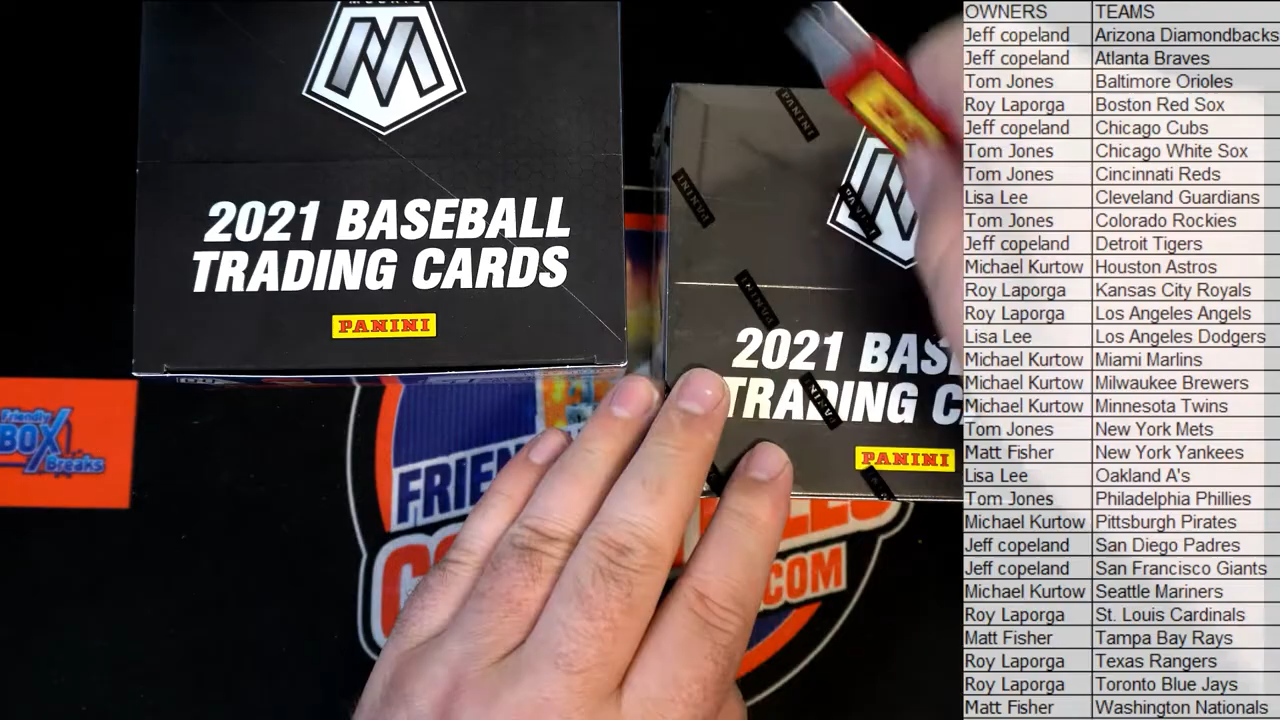 MOSAIC
2021 BASEBALL
TRADING CARDS
PANINI
PANINI
PANINI
PANINI
PANINI
PANINI
2021 BAS
TRADING C
PANINI
Friendly
BOX
Breaks
FRIEN
.COM
OWNERS TEAMS
Jeff copeland Arizona Diamondbacks
Jeff copeland Atlanta Braves
Tom Jones Baltimore Orioles
Roy Laporga Boston Red Sox
Jeff copeland Chicago Cubs
Tom Jones Chicago White Sox
Tom Jones Cincinnati Reds
Lisa Lee Cleveland Guardians
Tom Jones Colorado Rockies
Jeff copeland Detroit Tigers
Michael Kurtow Houston Astros
Roy Laporga Kansas City Royals
Roy Laporga Los Angeles Angels
Lisa Lee Los Angeles Dodgers
Michael Kurtow Miami Marlins
Michael Kurtow Milwaukee Brewers
Michael Kurtow Minnesota Twins
Tom Jones New York Mets
Matt Fisher New York Yankees
Lisa Lee Oakland A's
Tom Jones Philadelphia Phillies
Michael Kurtow Pittsburgh Pirates
Jeff copeland San Diego Padres
Jeff copeland San Francisco Giants
Michael Kurtow Seattle Mariners
Roy Laporga St. Louis Cardinals
Matt Fisher Tampa Bay Rays
Roy Laporga Texas Rangers
Roy Laporga Toronto Blue Jays
Matt Fisher Washington Nationals